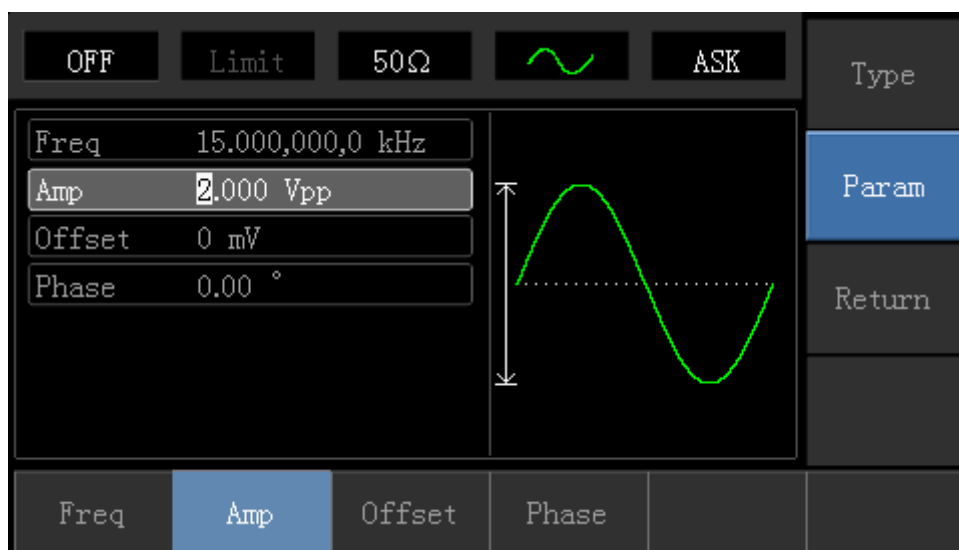 OFF Limit 50Ω ASK
Type
Freq 15.000,000,0 kHz
Amp 2.000 Vpp
Param
Offset 0 mV
Phase 0.00 °
Return
Freq Amp Offset Phase